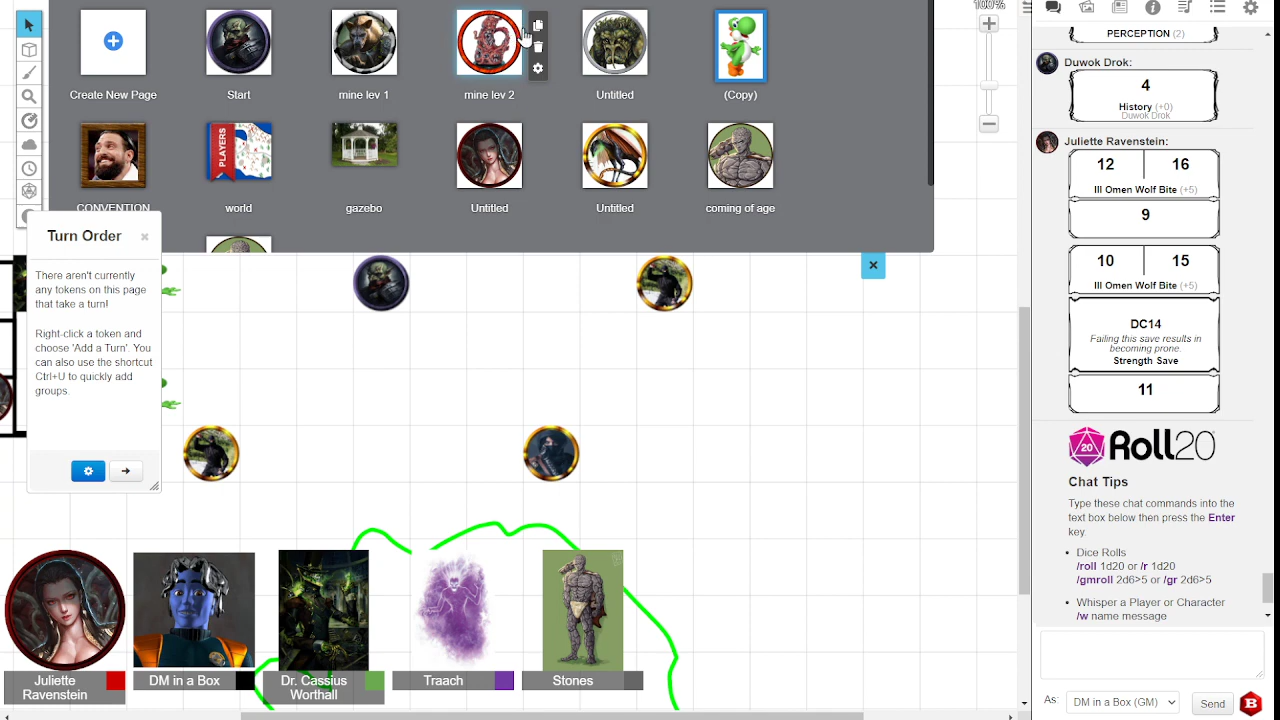 100%
Create New Page
Start
mine lev 1
mine lev 2
Untitled
(Copy)
PLAYERS
CONVENTION
world
gazebo
Untitled
Untitled
coming of age
Turn Order
There aren't currently
any tokens on this page
that take a turn!
Right-click a token and
choose 'Add a Turn'. You
can also use the shortcut
Ctrl+U to quickly add
groups.
Juliette
Ravenstein
DM in a Box
Dr. Cassius
Worthall
Traach
Stones
PERCEPTION (2)
Duwok Drok:
4
History (+0)
Duwok Drok
Juliette Ravenstein:
12 16
Ill Omen Wolf Bite (+5)
9
10 15
Ill Omen Wolf Bite (+5)
DC14
Failing this save results in
becoming prone.
Strength Save
11
20 Roll20
Chat Tips
Type these chat commands into the
text box below then press the Enter
key.
• Dice Rolls
/roll 1d20 or /r 1d20
/gmroll 2d6>5 or /gr 2d6>5
• Whisper a Player or Character
/w name message
As: DM in a Box (GM) Send B